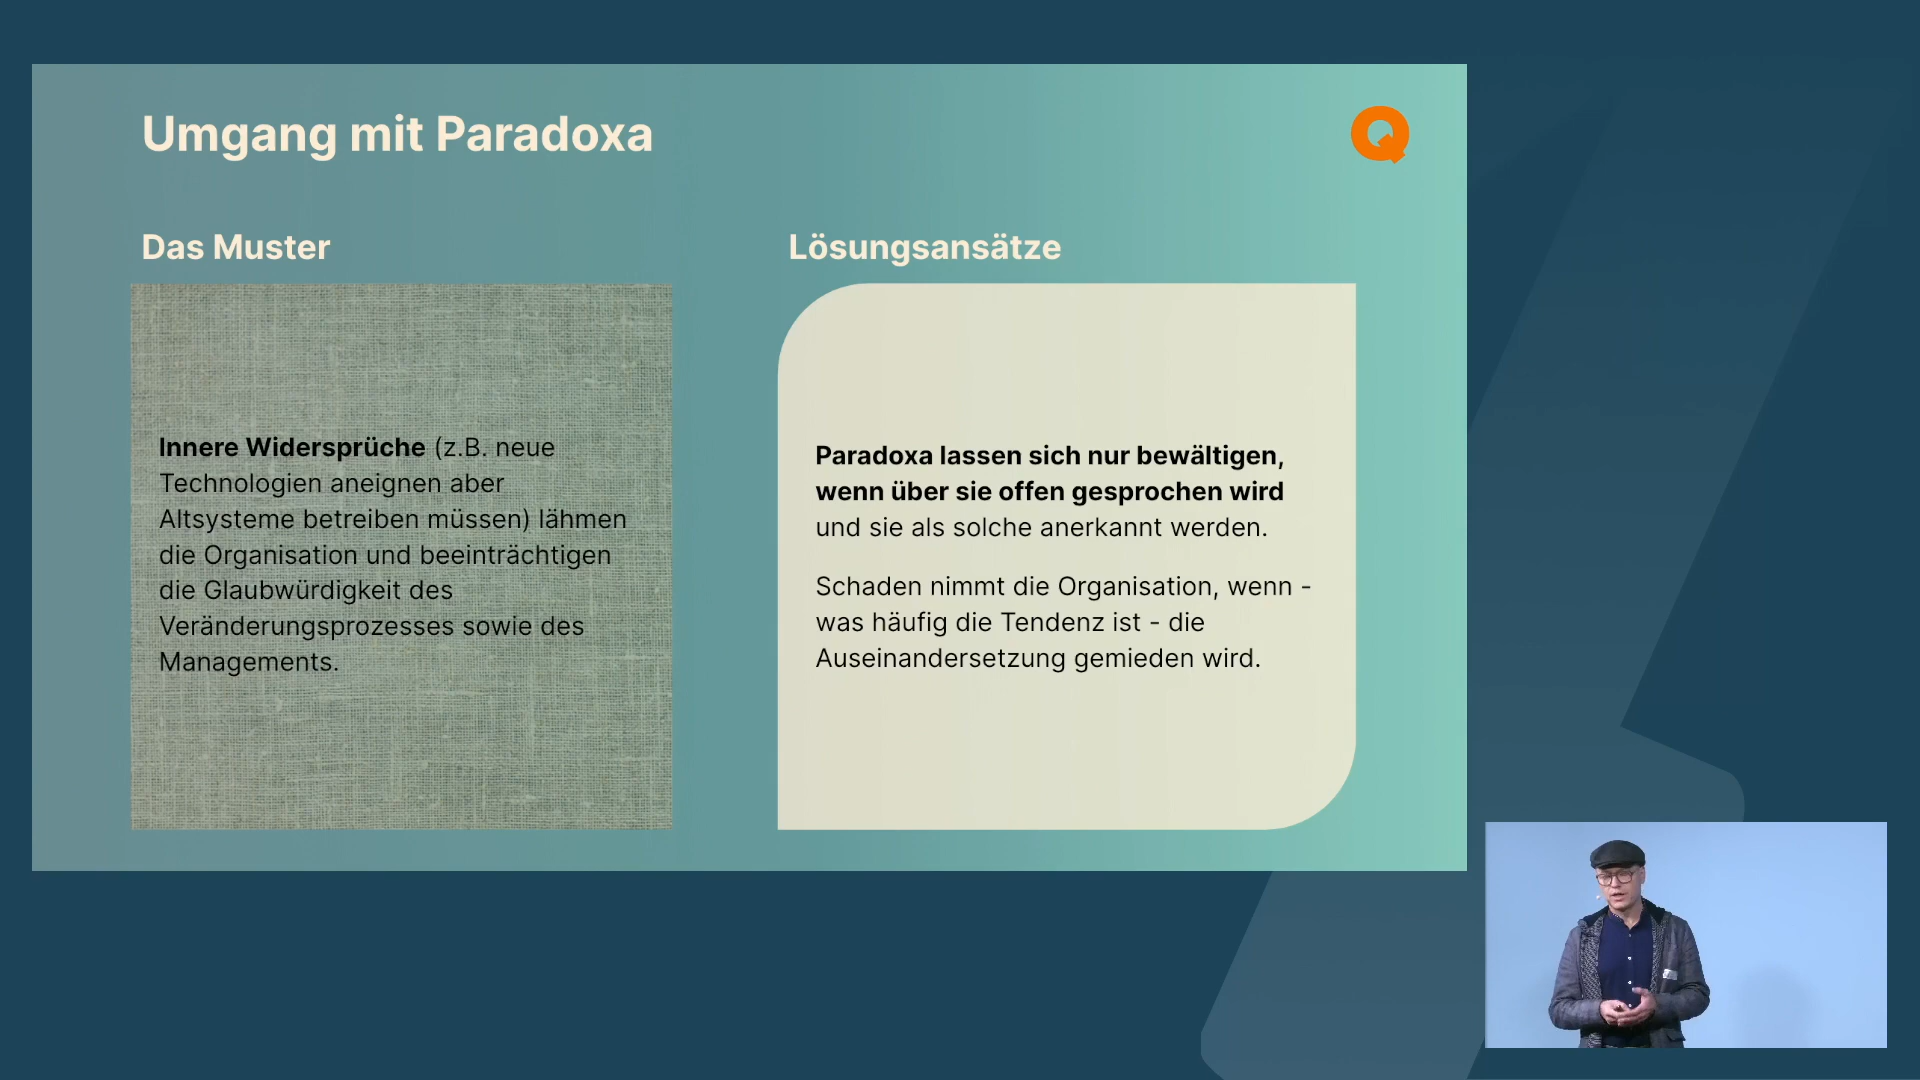 Umgang mit Paradoxa
Q
Das Muster
Innere Widersprüche (z.B. neue
Technologien aneignen aber
Altsysteme betreiben müssen) lähmen
die Organisation und beeinträchtigen
die Glaubwürdigkeit des
Veränderungsprozesses sowie des
Managements.
Lösungsansätze
Paradoxa lassen sich nur bewältigen,
wenn über sie offen gesprochen wird
und sie als solche anerkannt werden.
Schaden nimmt die Organisation, wenn -
was häufig die Tendenz ist - die
Auseinandersetzung gemieden wird.